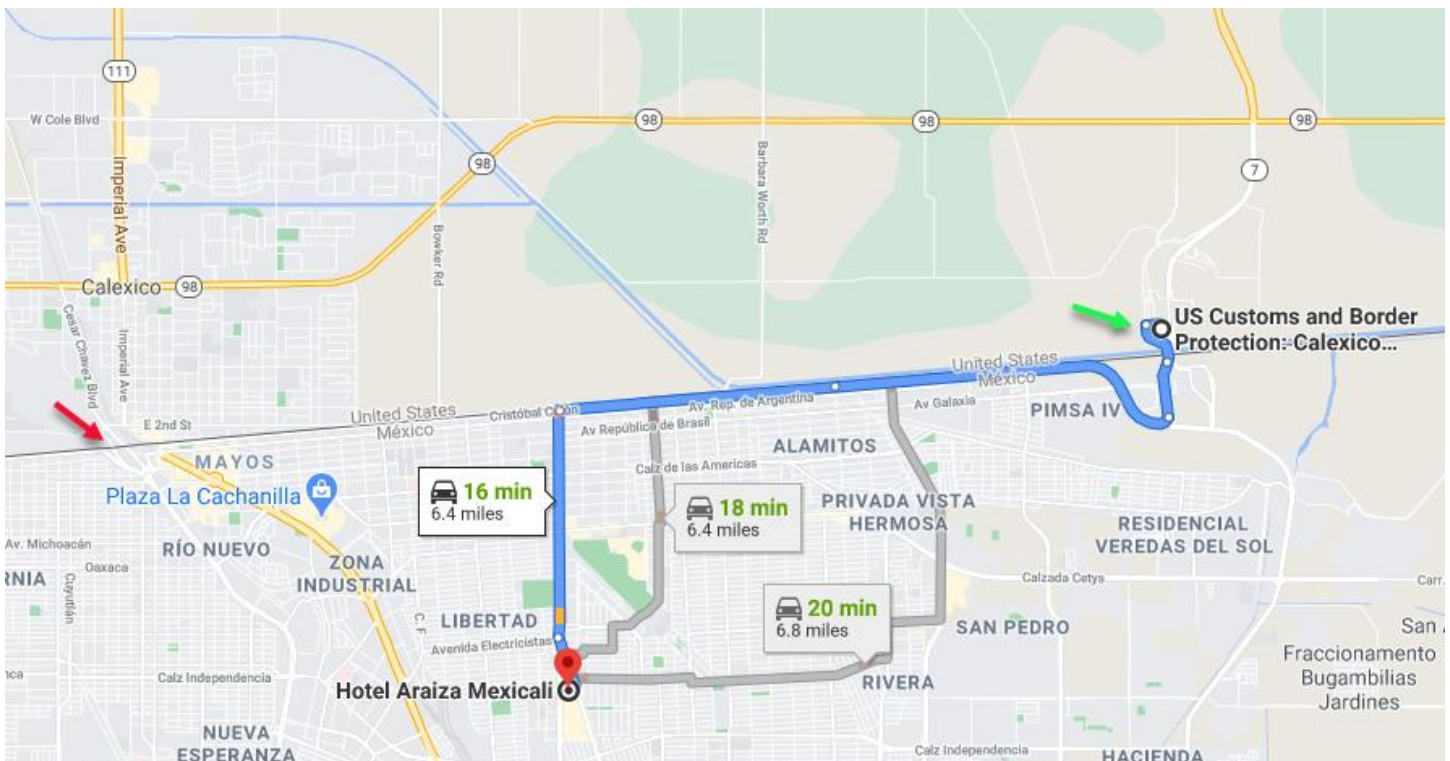 111
W Cole Blvd
98
98
98
98
Imperial Ave
Barbara Worth Rd
7
Bowker Rd
Calexico
98
Cesar Chavez Blvd
Imperial Ave
US Customs and Border
Protection: Calexico...
United States
México
E 2nd St
United States
México
Cristóbal Colón
Av. Rep. de Argentina
Av República de Brasil
Av Galaxia
PIMSA IV
MAYOS
ALAMITOS
Calz de las Americas
Plaza La Cachanilla
16 min
6.4 miles
18 min
6.4 miles
PRIVADA VISTA
HERMOSA
RESIDENCIAL
VEREDAS DEL SOL
Av. Michoacán
RÍO NUEVO
Oaxaca
ZONA
INDUSTRIAL
RNIA
Cuyutlán
Calzada Cetys
Carr.
20 min
6.8 miles
C. F.
LIBERTAD
Avenida Electricistas
SAN PEDRO
San
Fraccionamento
Bugambilias
Jardines
nca
Calz Independencia
Hotel Araiza Mexicali
RIVERA
NUEVA
ESPERANZA
Calz Independencia
HACIENDA